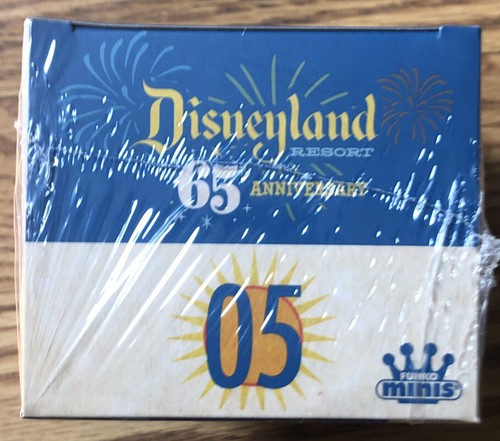 Disneyland
RESORT
65 ANNIVERSARY
05
FUNKO
minis